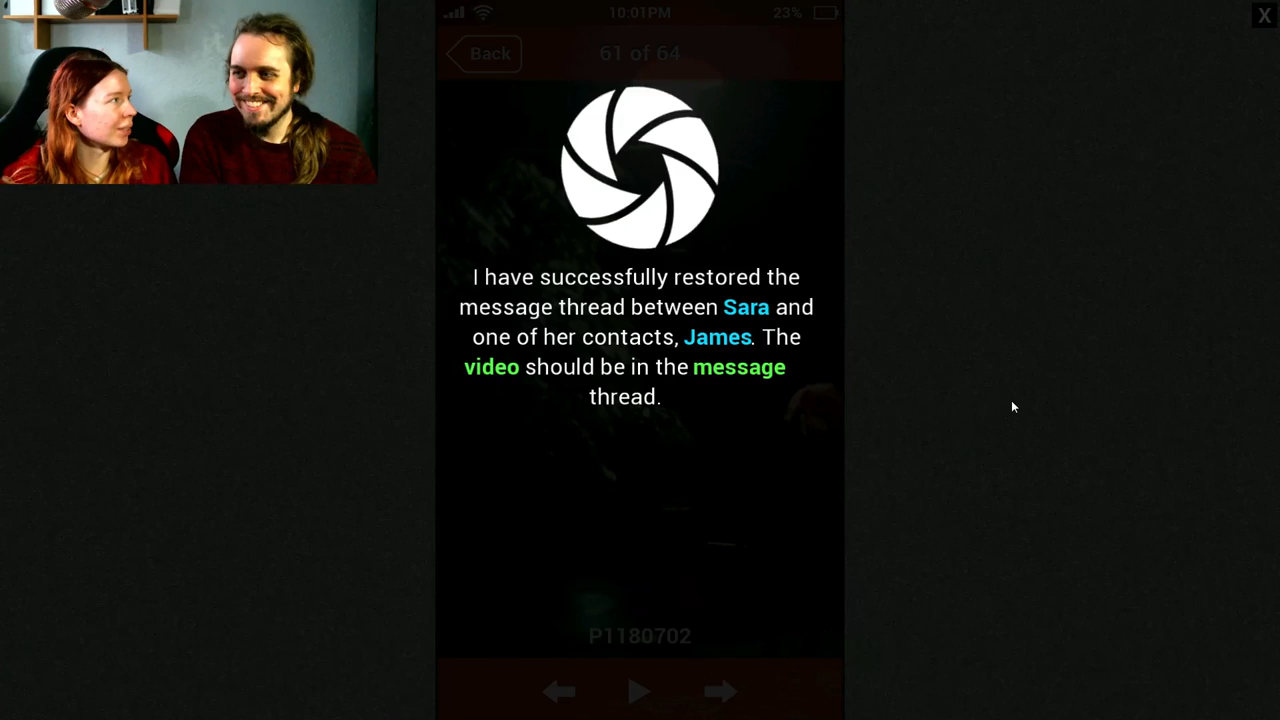 10:01PM
23%
X
Back
61 of 64
I have successfully restored the
message thread between Sara and
one of her contacts, James. The
video should be in the message
thread.
P1180702